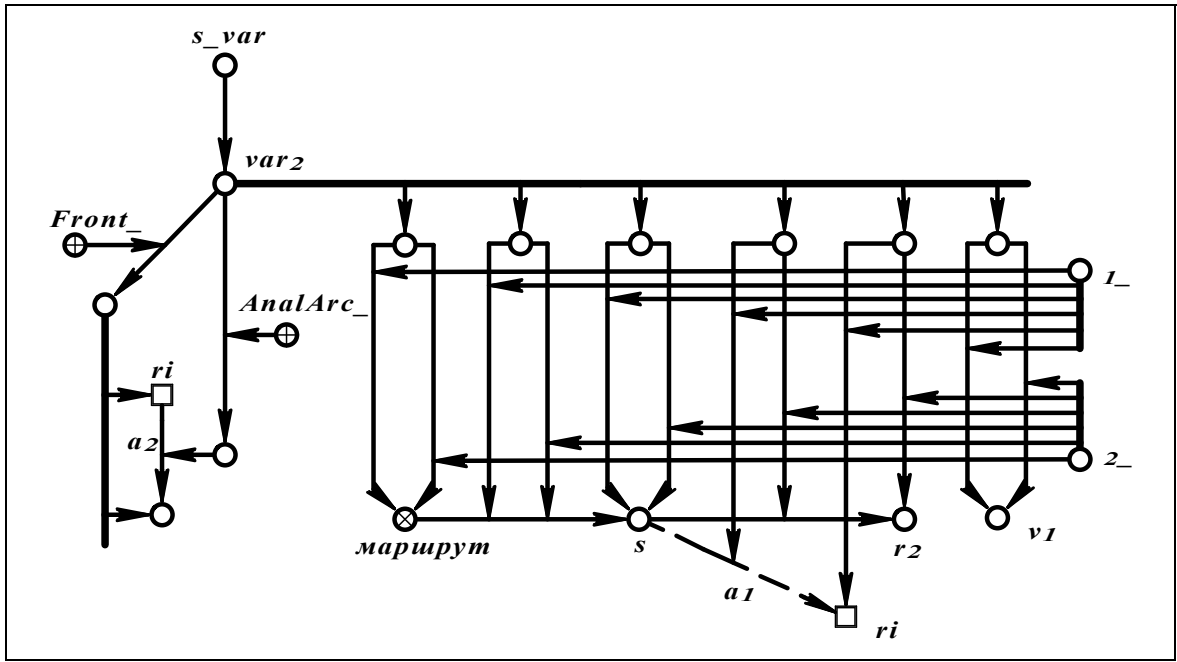 s_var
var2
Front_
1_
AnalArc_
ri
a2
2_
маршрут
s
r2
v1
a1
ri